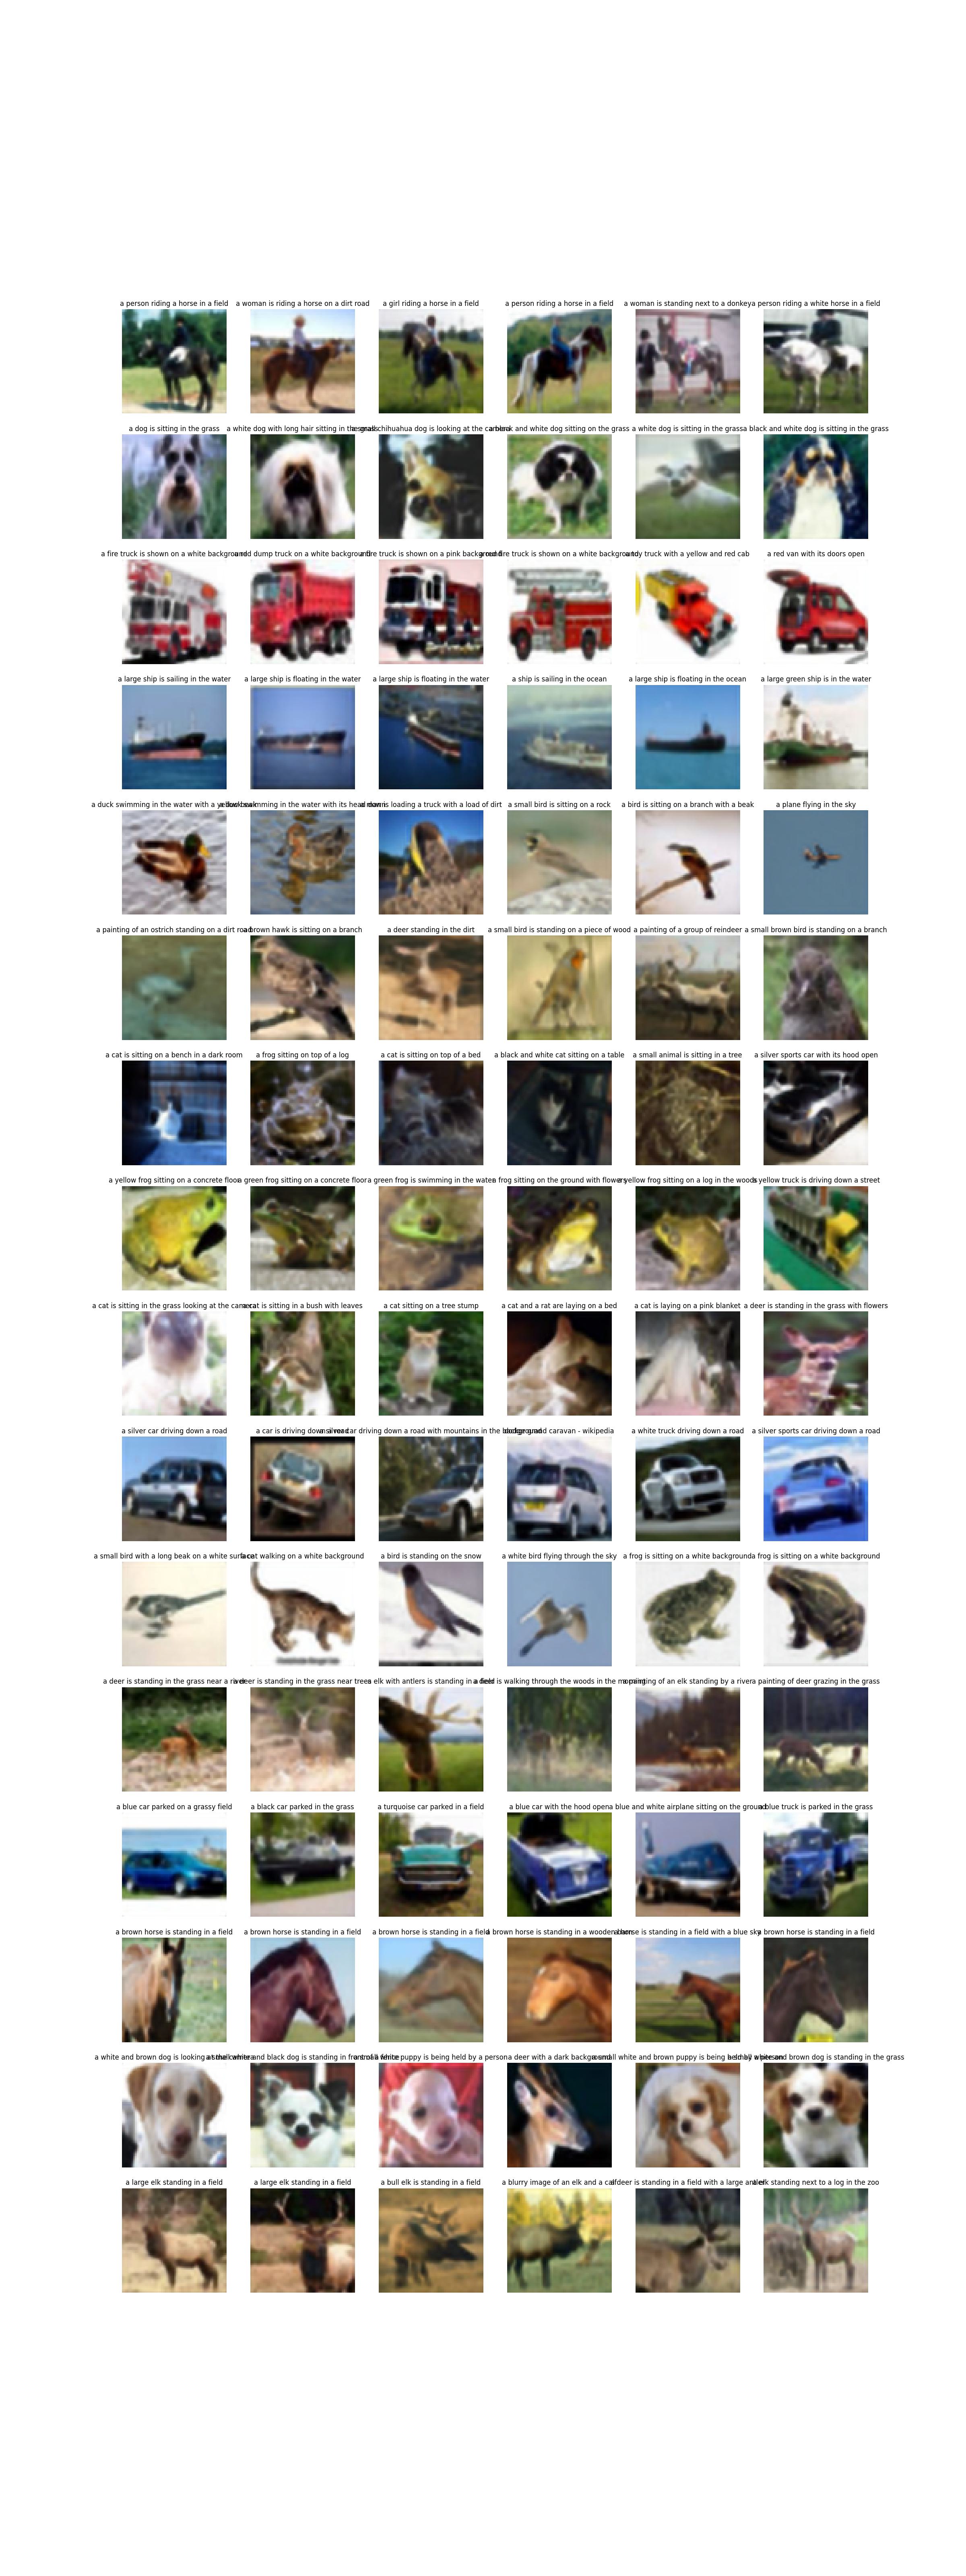 a person riding a horse in a field
a woman is riding a horse on a dirt road
a girl riding a horse in a field
a person riding a horse in a field
a woman is standing next to a donkey
a person riding a white horse in a field
a dog is sitting in the grass
a white dog with long hair sitting in the grass
a small chihuahua dog is looking at the camera
a black and white dog sitting on the grass
a white dog is sitting in the grass
a black and white dog is sitting in the grass
a fire truck is shown on a white background
a red dump truck on a white background
a fire truck is shown on a pink background
a red fire truck is shown on a white background
a toy truck with a yellow and red cab
a red van with its doors open
a large ship is sailing in the water
a large ship is floating in the water
a large ship is floating in the water
a ship is sailing in the ocean
a large ship is floating in the ocean
a large green ship is in the water
a duck swimming in the water with a yellow beak
a duck swimming in the water with its head down
a man is loading a truck with a load of dirt
a small bird is sitting on a rock
a bird is sitting on a branch with a beak
a plane flying in the sky
a painting of an ostrich standing on a dirt road
a brown hawk is sitting on a branch
a deer standing in the dirt
a small bird is standing on a piece of wood
a painting of a group of reindeer
a small brown bird is standing on a branch
a cat is sitting on a bench in a dark room
a frog sitting on top of a log
a cat is sitting on top of a bed
a black and white cat sitting on a table
a small animal is sitting in a tree
a silver sports car with its hood open
a yellow frog sitting on a concrete floor
a green frog sitting on a concrete floor
a green frog is swimming in the water
a frog sitting on the ground with flowers
a yellow frog sitting on a log in the woods
a yellow truck is driving down a street
a cat is sitting in the grass looking at the camera
a cat is sitting in a bush with leaves
a cat sitting on a tree stump
a cat and a rat are laying on a bed
a cat is laying on a pink blanket
a deer is standing in the grass with flowers
a silver car driving down a road
a car is driving down a road
a silver car driving down a road with mountains in the background
grand caravan - wikipedia
a white truck driving down a road
a silver sports car driving down a road
a small bird with a long beak on a white surface
a cat walking on a white background
a bird is standing on the snow
a white bird flying through the sky
a frog is sitting on a white background
a frog is sitting on a white background
a deer is standing in the grass near a river
a deer is standing in the grass near trees
a elk with antlers is standing in a field
a deer is walking through the woods in the morning
a painting of an elk standing by a river
a painting of deer grazing in the grass
a blue car parked on a grassy field
a black car parked in the grass
a turquoise car parked in a field
a blue car with the hood open
a blue and white airplane sitting on the ground
a blue truck is parked in the grass
a brown horse is standing in a field
a brown horse is standing in a field
a brown horse is standing in a field
a brown horse is standing in a wooden barn
a horse is standing in a field with a blue sky
a brown horse is standing in a field
a white and brown dog is looking at the camera
a small white and black dog is standing in front of a fence
a small white puppy is being held by a person
a deer with a dark background
a small white and brown puppy is being held by a person
a small white and brown dog is standing in the grass
a large elk standing in a field
a large elk standing in a field
a bull elk is standing in a field
a blurry image of an elk and a calf
a deer is standing in a field with a large antler
a elk standing next to a log in the zoo